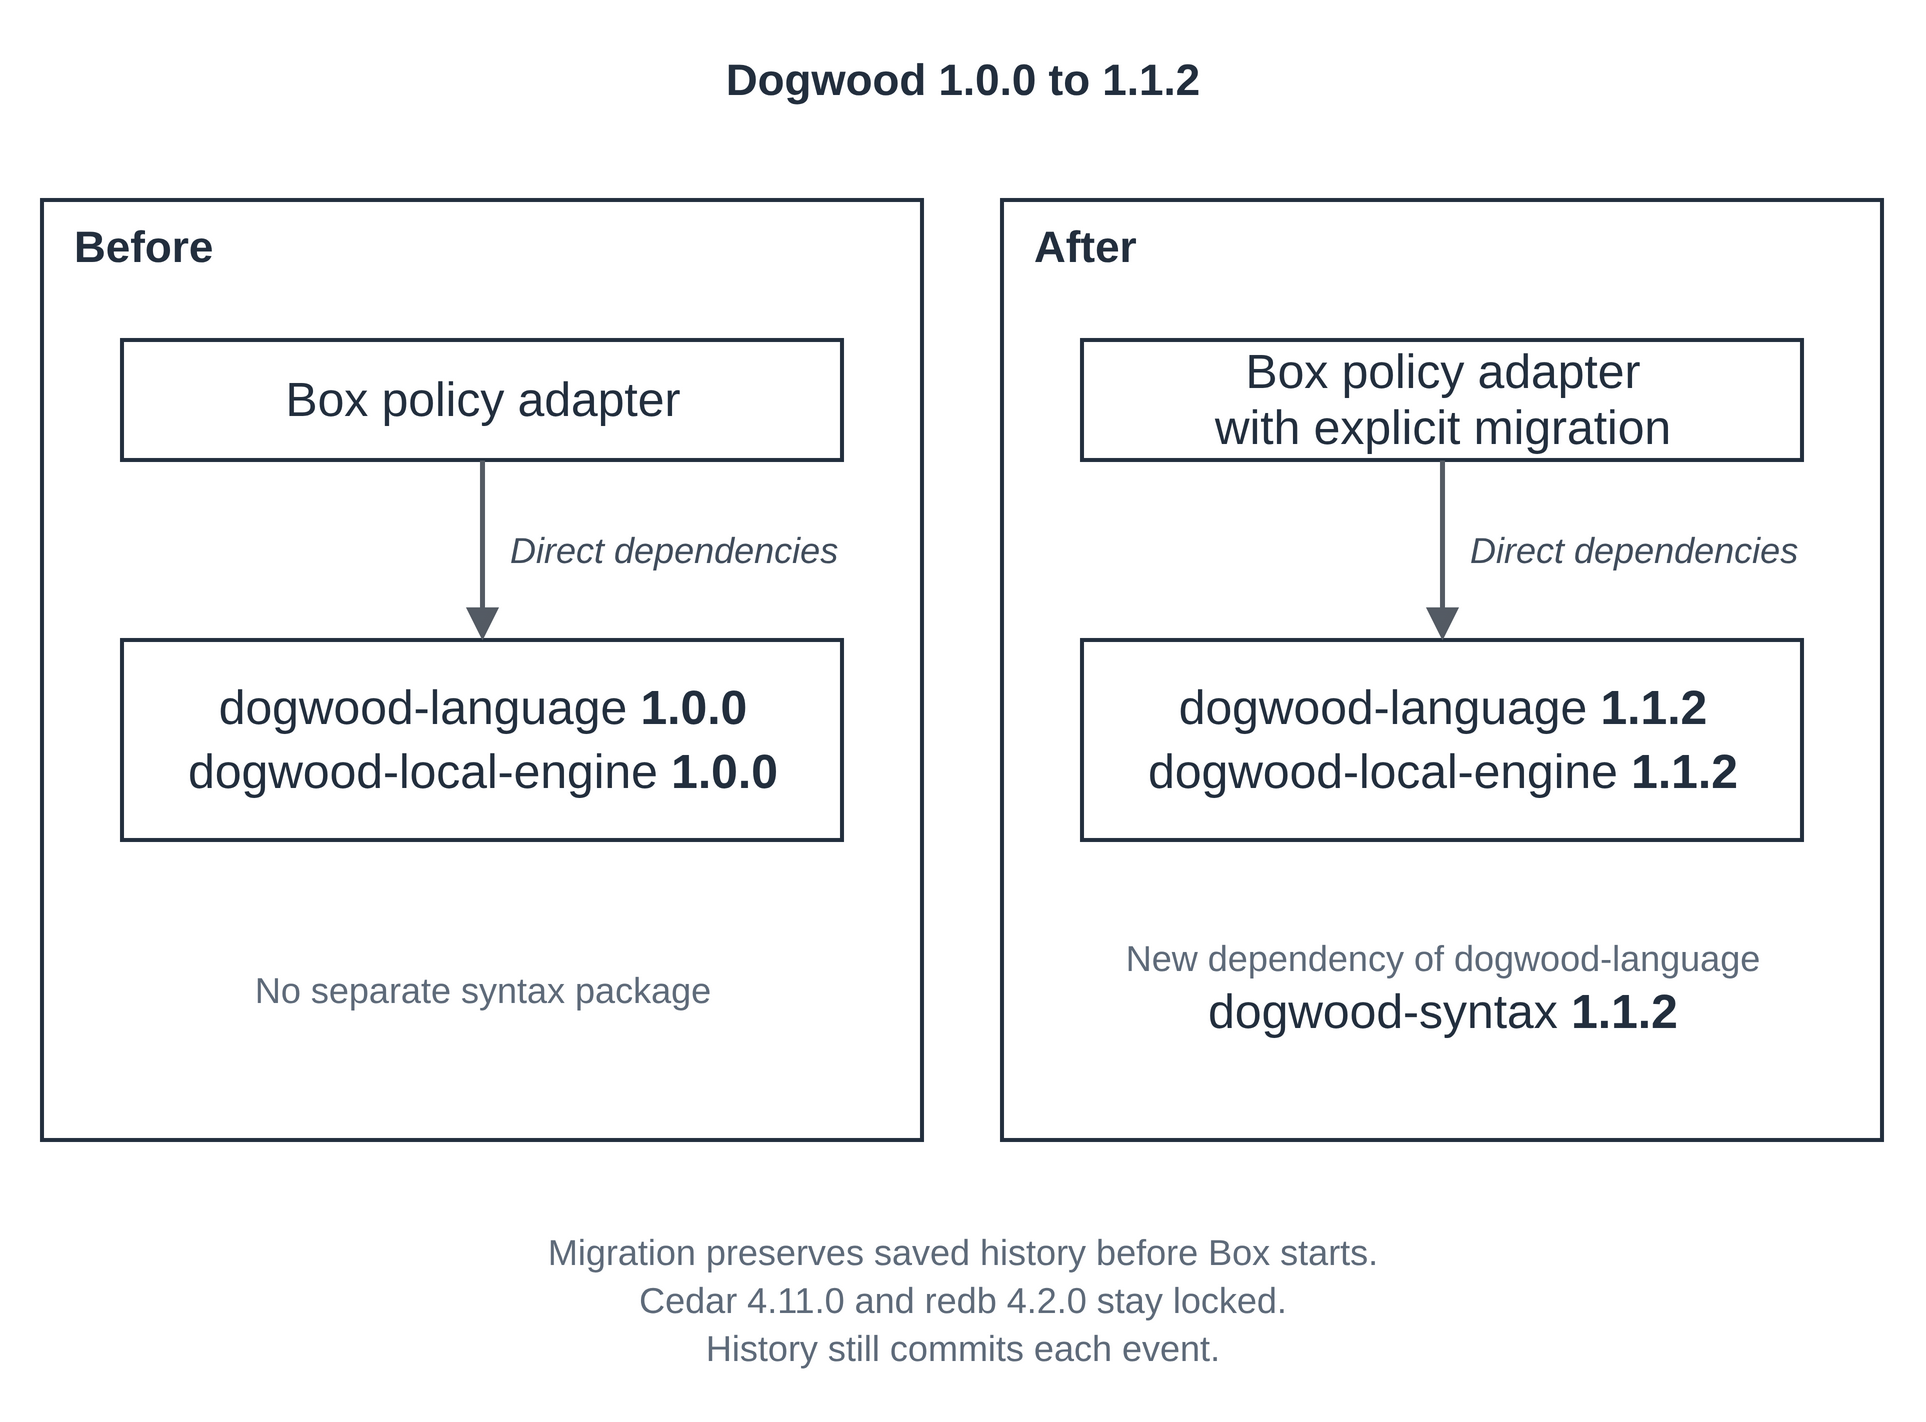 Dogwood 1.0.0 to 1.1.2
Before
Box policy adapter
Direct dependencies
dogwood-language 1.0.0
dogwood-local-engine 1.0.0
No separate syntax package
After
Box policy adapter
with explicit migration
Direct dependencies
dogwood-language 1.1.2
dogwood-local-engine 1.1.2
New dependency of dogwood-language
dogwood-syntax 1.1.2
Migration preserves saved history before Box starts.
Cedar 4.11.0 and redb 4.2.0 stay locked.
History still commits each event.